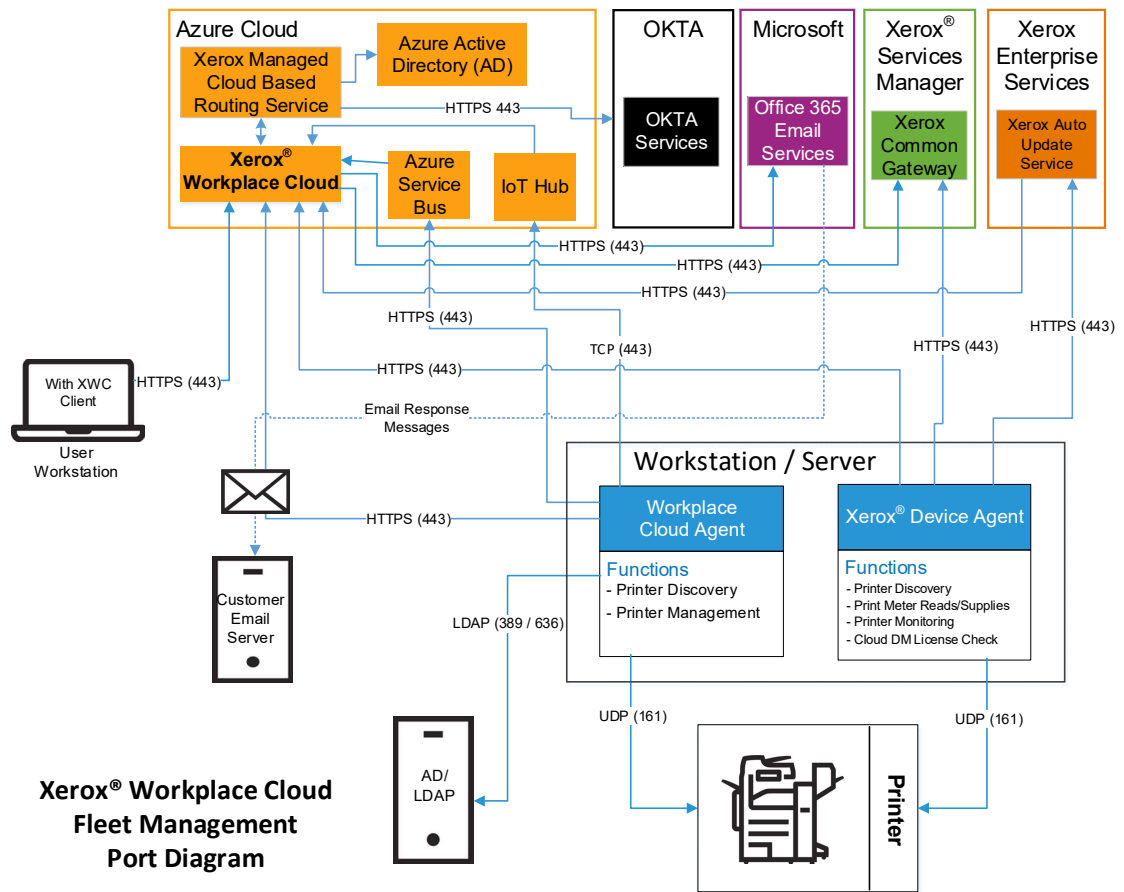 Azure Cloud
Xerox Managed
Cloud Based
Routing Service
Azure Active
Directory (AD)
HTTPS 443
Xerox®
Workplace Cloud
Azure
Service
Bus
IoT Hub
OKTA
OKTA
Services
Microsoft
Office 365
Email
Services
Xerox®
Services
Manager
Xerox
Common
Gateway
Xerox
Enterprise
Services
Xerox Auto
Update
Service
HTTPS (443)
HTTPS (443)
HTTPS (443)
HTTPS (443)
HTTPS (443)
TCP (443)
HTTPS (443)
HTTPS (443)
HTTPS (443)
With XWC
Client
User
Workstation
Email Response
Messages
HTTPS (443)
Customer
Email
Server
Workstation / Server
Workplace
Cloud Agent
Functions
- Printer Discovery
- Printer Management
Xerox® Device Agent
Functions
- Printer Discovery
- Print Meter Reads/Supplies
- Printer Monitoring
- Cloud DM License Check
LDAP (389 / 636)
UDP (161)
UDP (161)
AD/
LDAP
Printer
Xerox® Workplace Cloud
Fleet Management
Port Diagram